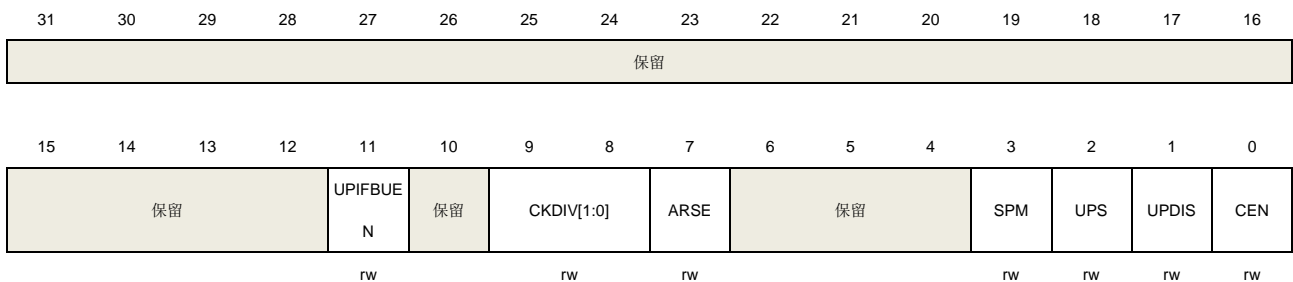 31 30 29 28 27 26 25 24 23 22 21 20 19 18 17 16
保留
15 14 13 12 11 10 9 8 7 6 5 4 3 2 1 0
保留 UPIFBUE
N 保留 CKDIV[1:0] ARSE 保留 SPM UPS UPDIS CEN
rw rw rw rw rw rw rw